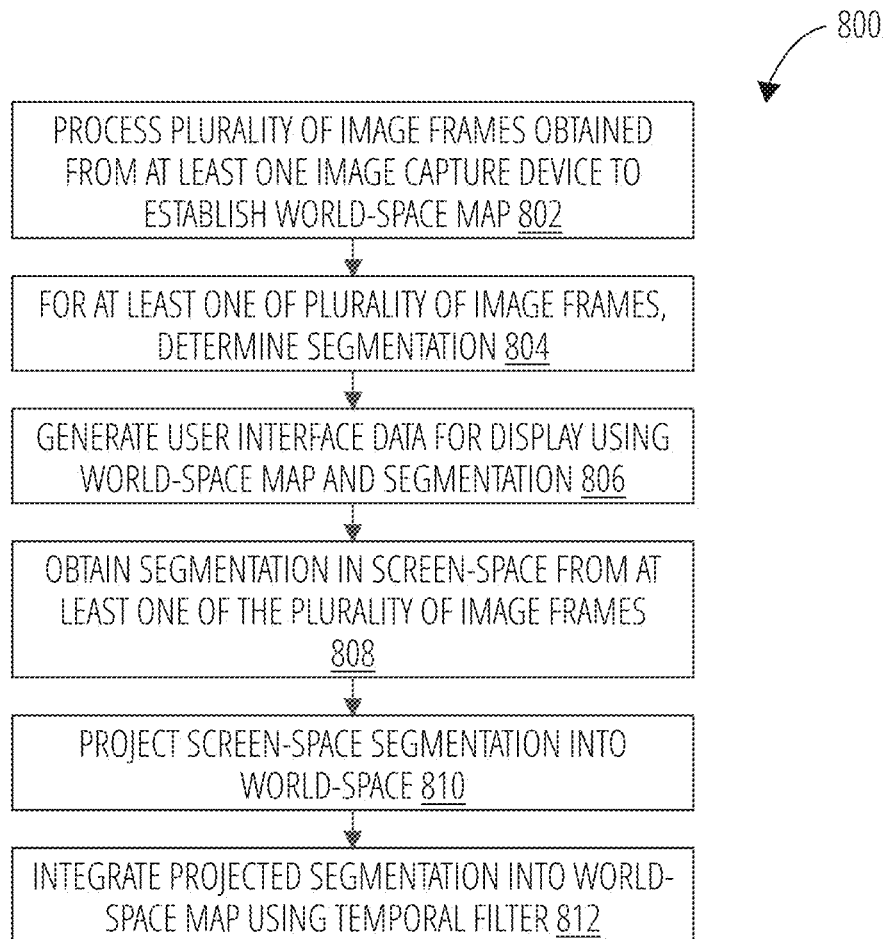 800
PROCESS PLURALITY OF IMAGE FRAMES OBTAINED
FROM AT LEAST ONE IMAGE CAPTURE DEVICE TO
ESTABLISH WORLD-SPACE MAP 802
FOR AT LEAST ONE OF PLURALITY OF IMAGE FRAMES,
DETERMINE SEGMENTATION 804
GENERATE USER INTERFACE DATA FOR DISPLAY USING
WORLD-SPACE MAP AND SEGMENTATION 806
OBTAIN SEGMENTATION IN SCREEN-SPACE FROM AT
LEAST ONE OF THE PLURALITY OF IMAGE FRAMES
808
PROJECT SCREEN-SPACE SEGMENTATION INTO
WORLD-SPACE 810
INTEGRATE PROJECTED SEGMENTATION INTO WORLD-
SPACE MAP USING TEMPORAL FILTER 812